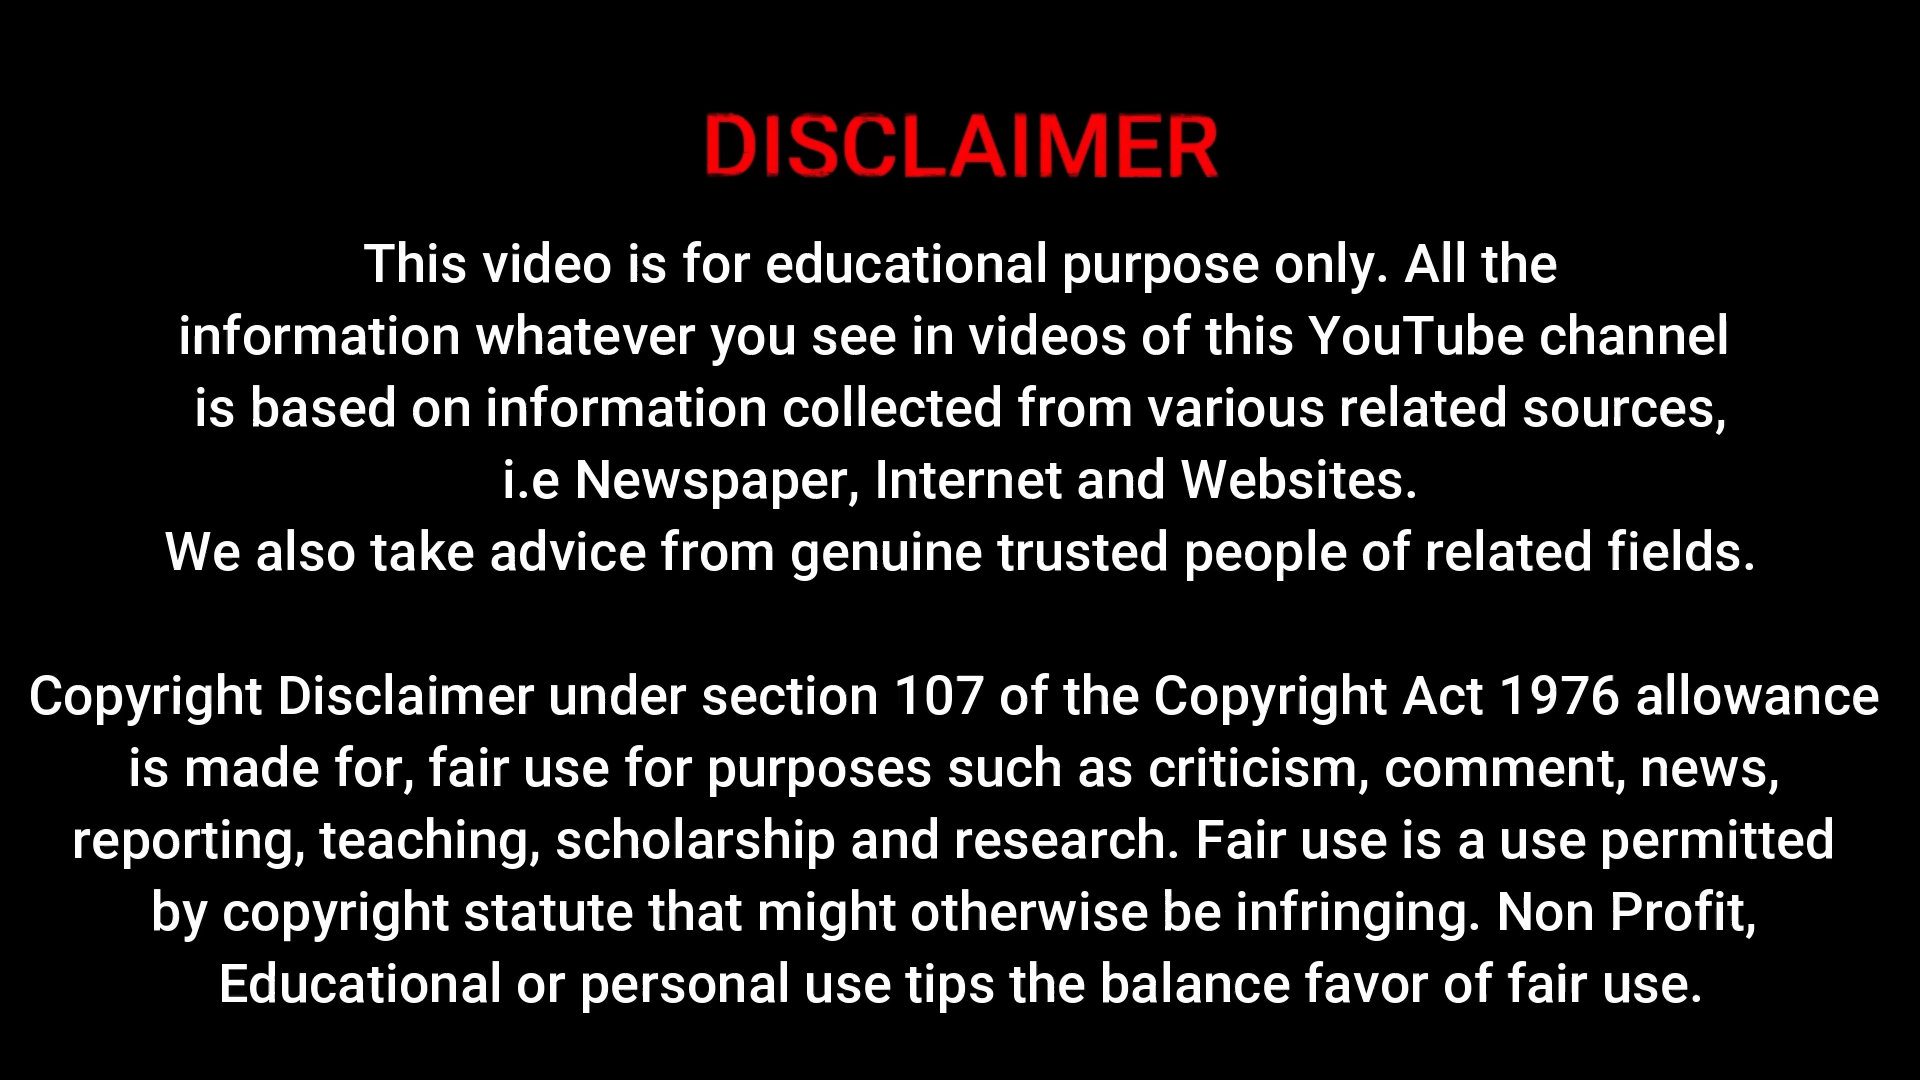 DISCLAIMER
This video is for educational purpose only. All the
information whatever you see in videos of this YouTube channel
is based on information collected from various related sources,
i.e Newspaper, Internet and Websites.
We also take advice from genuine trusted people of related fields.
Copyright Disclaimer under section 107 of the Copyright Act 1976 allowance
is made for, fair use for purposes such as criticism, comment, news,
reporting, teaching, scholarship and research. Fair use is a use permitted
by copyright statute that might otherwise be infringing. Non Profit,
Educational or personal use tips the balance favor of fair use.